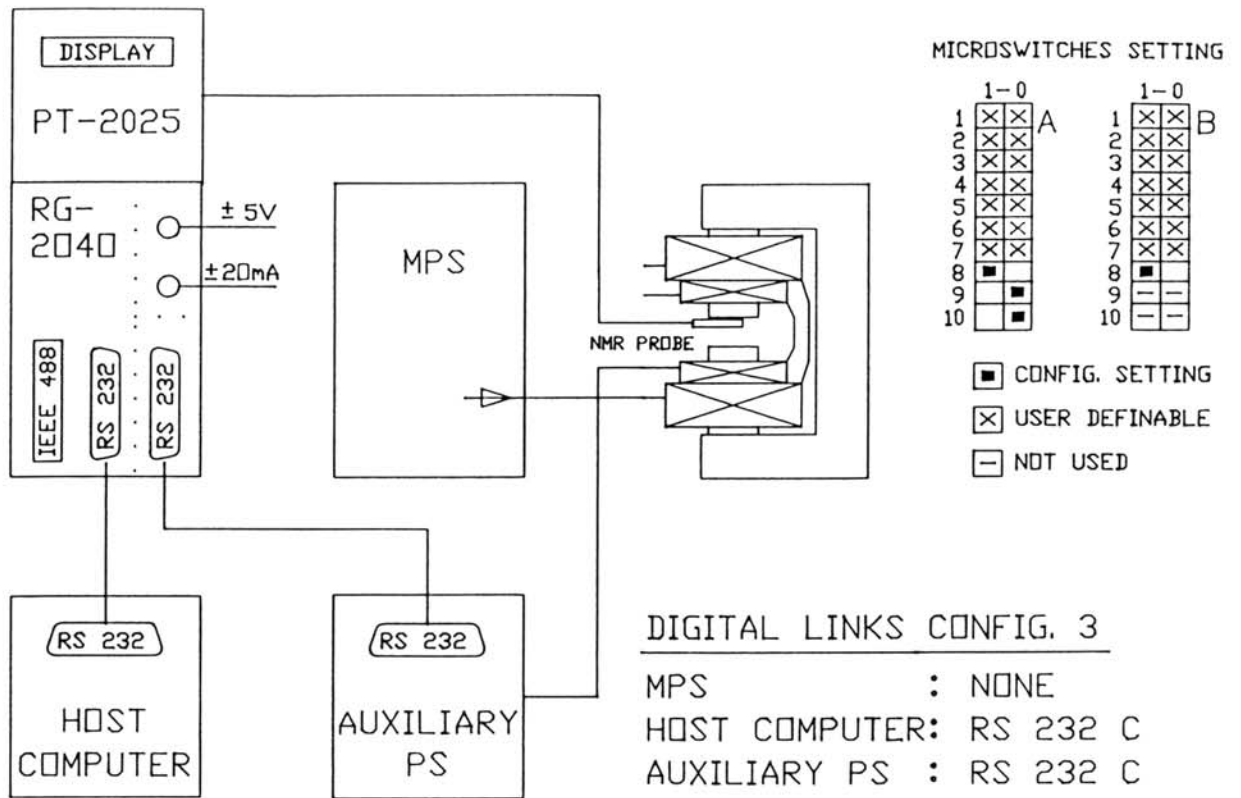 DISPLAY
PT-2025
RG-
2040
± 5V
±20mA
IEEE 488
RS 232
RS 232
MPS
NMR PROBE
MICROSWITCHES SETTING
1-0
1
2
3
4
5
6
7
8
9
10
A
1-0
1
2
3
4
5
6
7
8
9
10
B
CONFIG. SETTING
USER DEFINABLE
NOT USED
RS 232
HOST
COMPUTER
RS 232
AUXILIARY
PS
DIGITAL LINKS CONFIG. 3
MPS : NONE
HOST COMPUTER: RS 232 C
AUXILIARY PS : RS 232 C